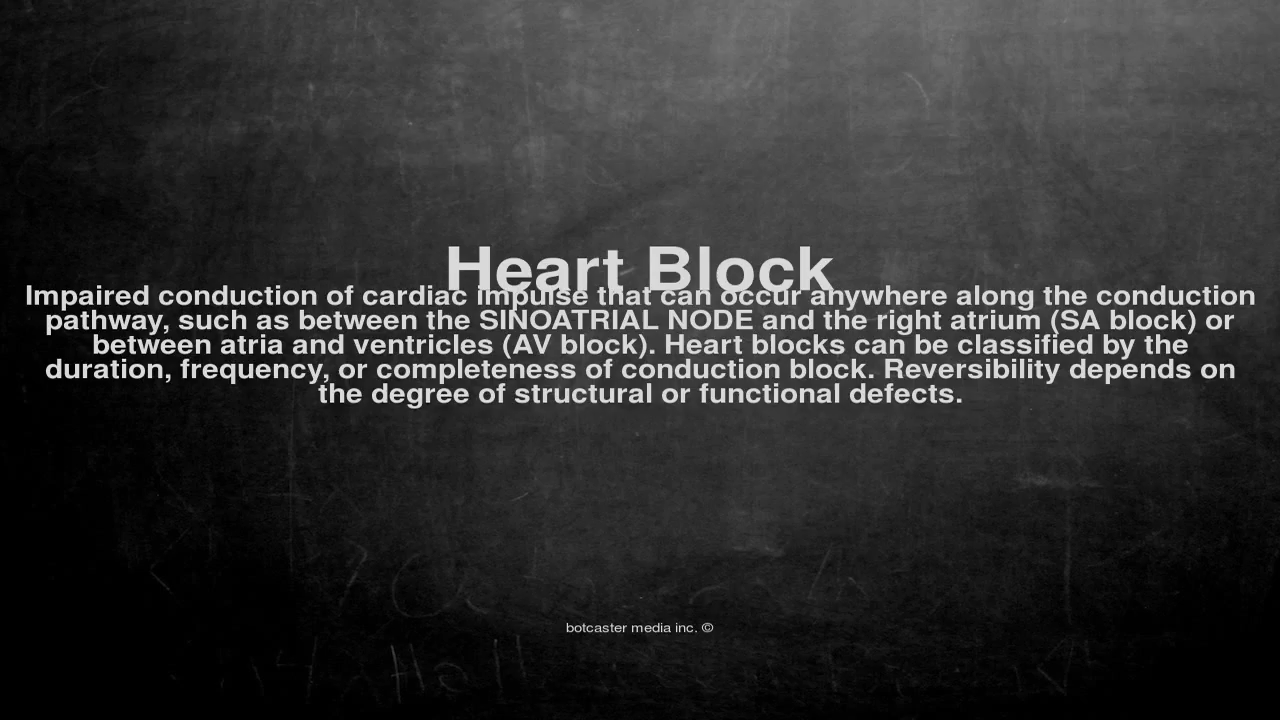 Heart Block
Impaired conduction of cardiac impulse that can occur anywhere along the conduction
pathway, such as between the SINOATRIAL NODE and the right atrium (SA block) or
between atria and ventricles (AV block). Heart blocks can be classified by the
duration, frequency, or completeness of conduction block. Reversibility depends on
the degree of structural or functional defects.
botcaster media inc. ©